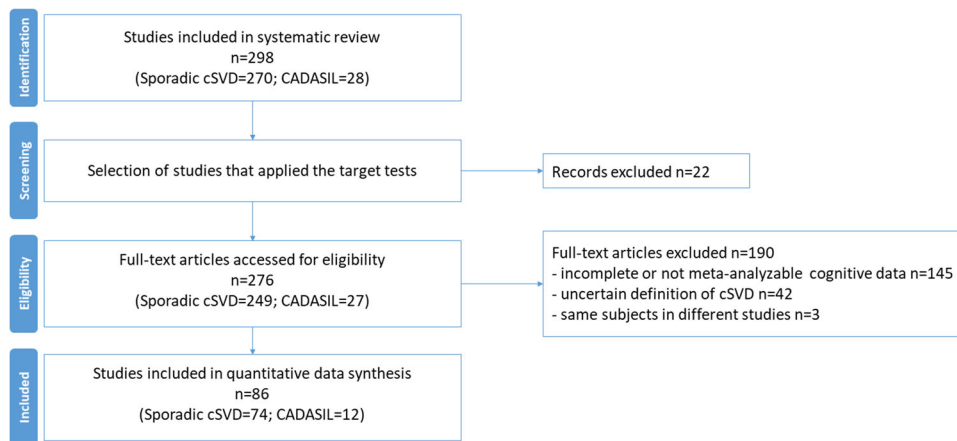 Identification
Studies included in systematic review
n=298
(Sporadic cSVD=270; CADASIL=28)
Screening
Selection of studies that applied the target tests
Records excluded n=22
Eligibility
Full-text articles accessed for eligibility
n=276
(Sporadic cSVD=249; CADASIL=27)
Full-text articles excluded n=190
- incomplete or not meta-analyzable cognitive data n=145
- uncertain definition of cSVD n=42
- same subjects in different studies n=3
Included
Studies included in quantitative data synthesis
n=86
(Sporadic cSVD=74; CADASIL=12)